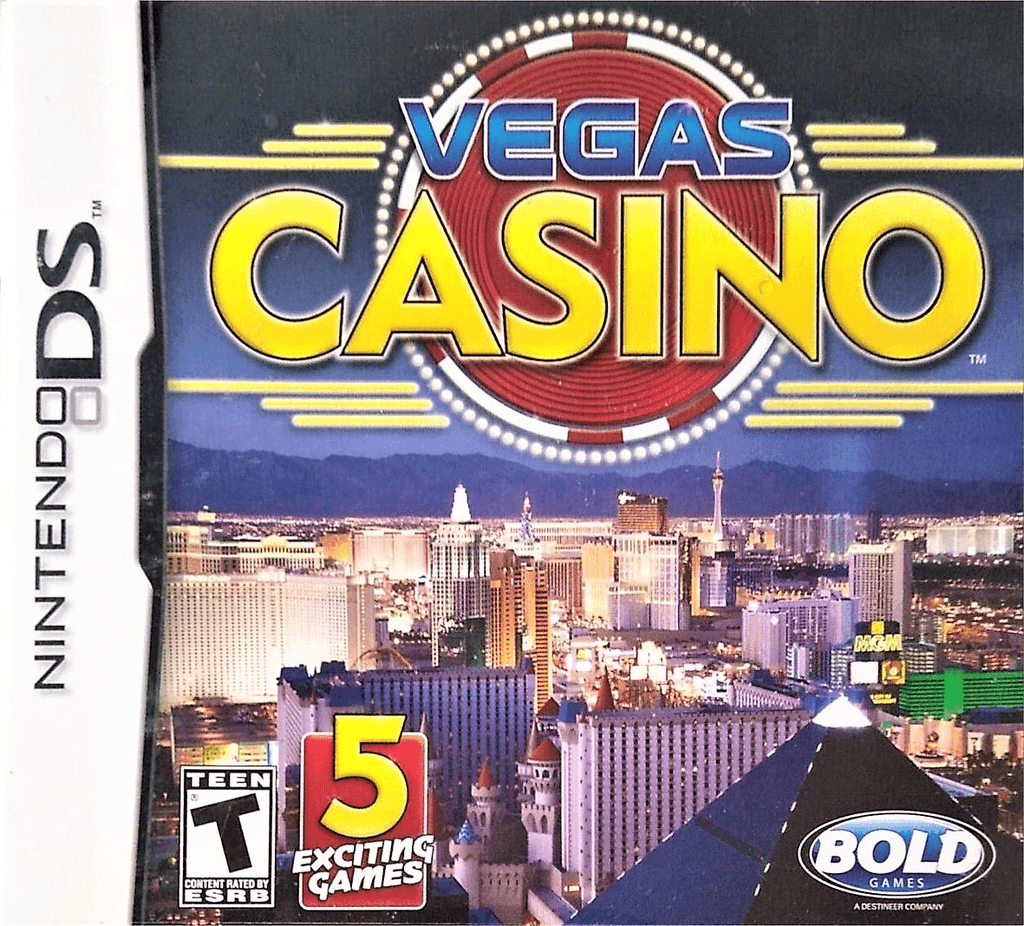 NINTENDO DS™
VEGAS
CASINO
TM
MGM
TEEN
T
®
CONTENT RATED BY
ESRB
5
EXCITING
GAMES
BOLD
GAMES
A DESTINEER COMPANY